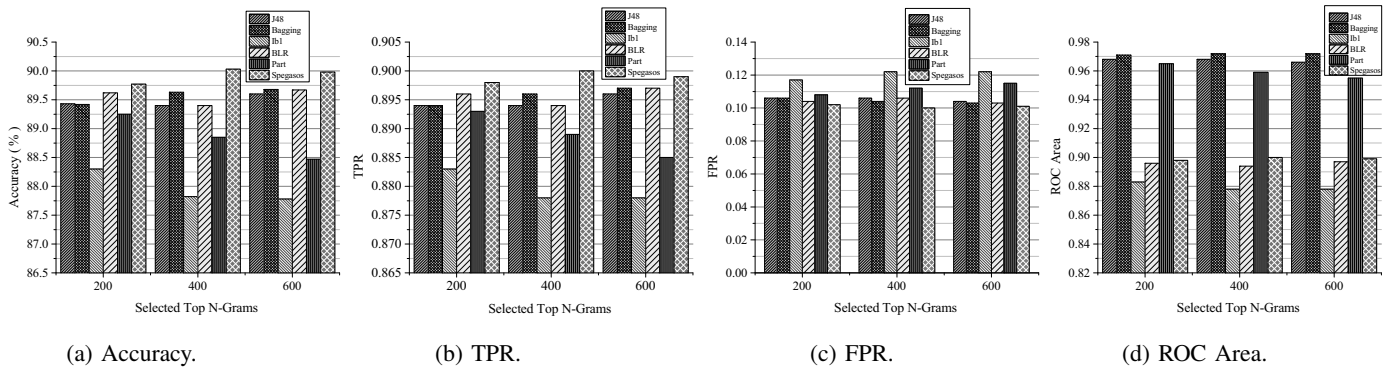 J48
Bagging
Ib1
BLR
Part
Spegasos
90.5
90.0
89.5
89.0
88.5
88.0
87.5
87.0
86.5
Accuracy ( % )
200
400
600
Selected Top N-Grams
(a) Accuracy.
J48
Bagging
Ib1
BLR
Part
Spegasos
0.905
0.900
0.895
0.890
0.885
0.880
0.875
0.870
0.865
TPR
200
400
600
Selected Top N-Grams
(b) TPR.
J48
Bagging
Ib1
BLR
Part
Spegasos
0.14
0.12
0.10
0.08
0.06
0.04
0.02
0.00
FPR
200
400
600
Selected Top N-Grams
(c) FPR.
J48
Bagging
Ib1
BLR
Part
Spegasos
0.98
0.96
0.94
0.92
0.90
0.88
0.86
0.84
0.82
ROC Area
200
400
600
Selected Top N-Grams
(d) ROC Area.